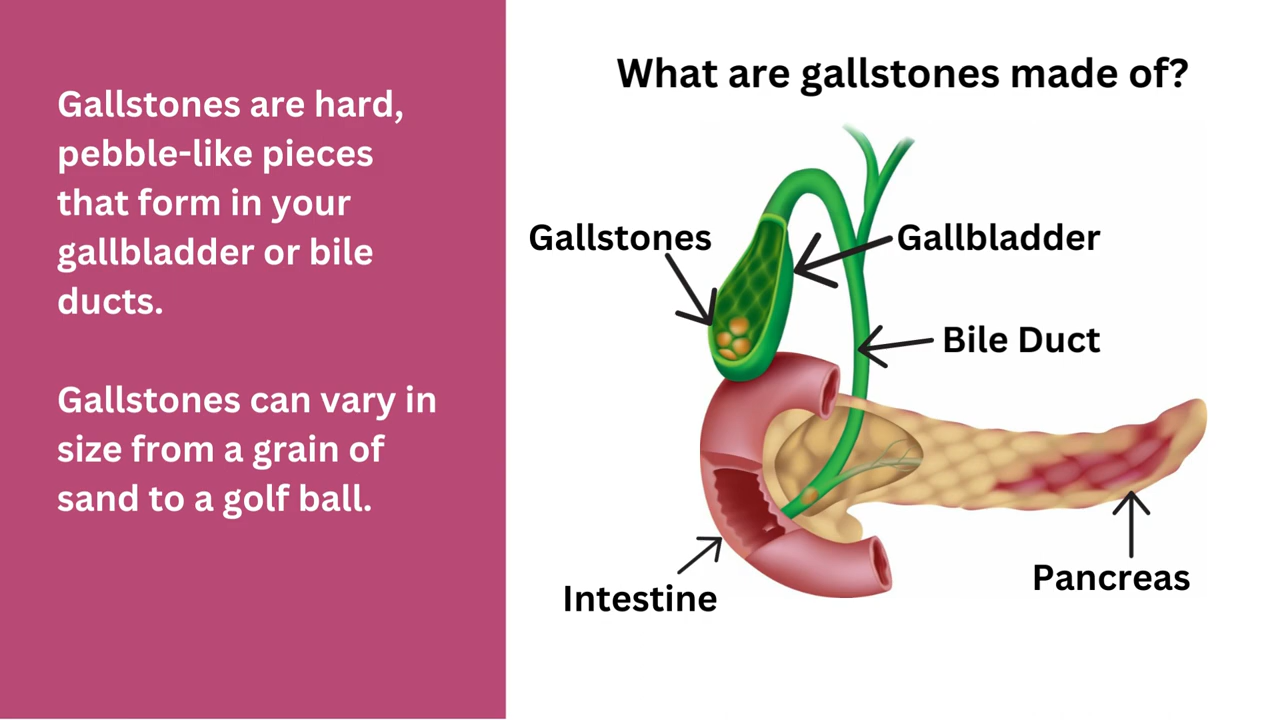 Gallstones are hard,
pebble-like pieces
that form in your
gallbladder or bile
ducts.
Gallstones can vary in
size from a grain of
sand to a golf ball.
What are gallstones made of?
Gallstones
Gallbladder
Bile Duct
Pancreas
Intestine